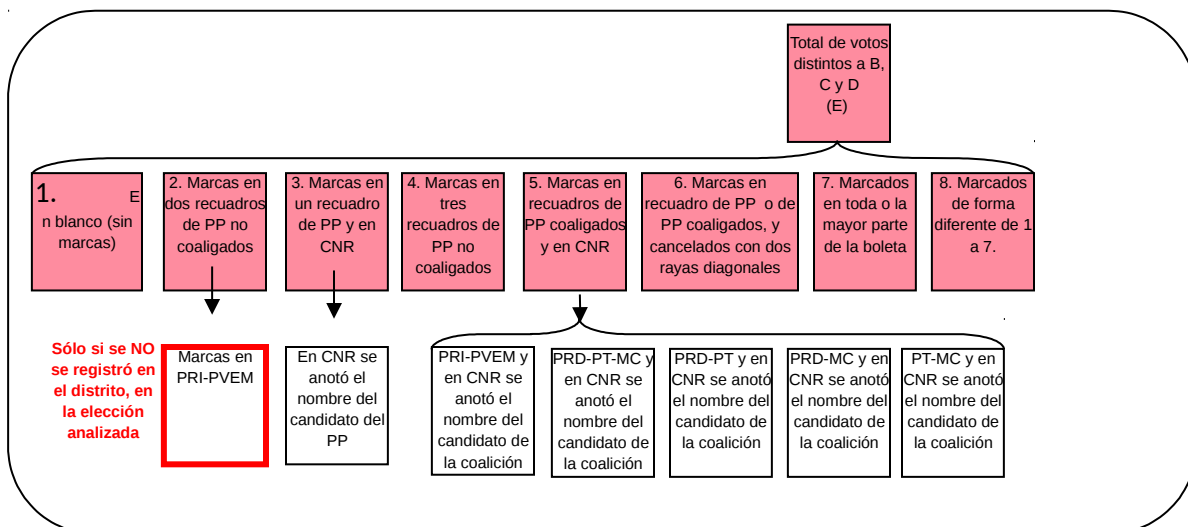 Total de votos
distintos a B,
C y D
(E)
1. E
n blanco (sin
marcas)
2. Marcas en
dos recuadros
de PP no
coaligados
3. Marcas en
un recuadro
de PP y en
CNR
4. Marcas en
tres
recuadros de
PP no
coaligados
5. Marcas en
recuadros de
PP coaligados
y en CNR
6. Marcas en
recuadro de PP o de
PP coaligados, y
cancelados con dos
rayas diagonales
7. Marcados
en toda o la
mayor parte
de la boleta
8. Marcados
de forma
diferente de 1
a 7.
Sólo si se NO
se registró en
el distrito, en
la elección
analizada
Marcas en
PRI-PVEM
En CNR se
anotó el
nombre del
candidato del
PP
PRI-PVEM y
en CNR se
anotó el
nombre del
candidato de
la coalición
PRD-PT-MC y
en CNR se
anotó el
nombre del
candidato de
la coalición
PRD-PT y en
CNR se anotó
el nombre del
candidato de
la coalición
PRD-MC y en
CNR se anotó
el nombre del
candidato de
la coalición
PT-MC y en
CNR se anotó
el nombre del
candidato de
la coalición